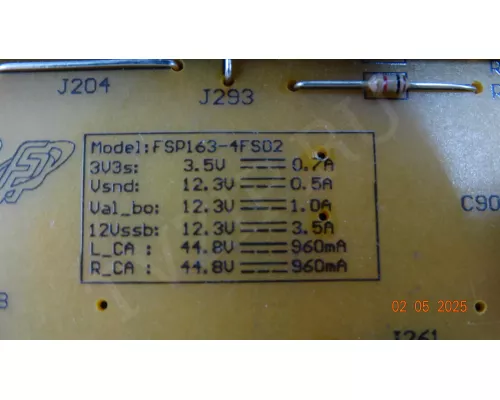 J204
J293
R
R
Model:FSP163-4FS02
3V3s: 3.5V 0.7A
Vsnd: 12.3V 0.5A
Val_bo: 12.3V 1.0A
12Vssb: 12.3V 3.5A
L_CA : 44.8V 960mA
R_CA : 44.8V 960mA
C90
02 05 2025
J261